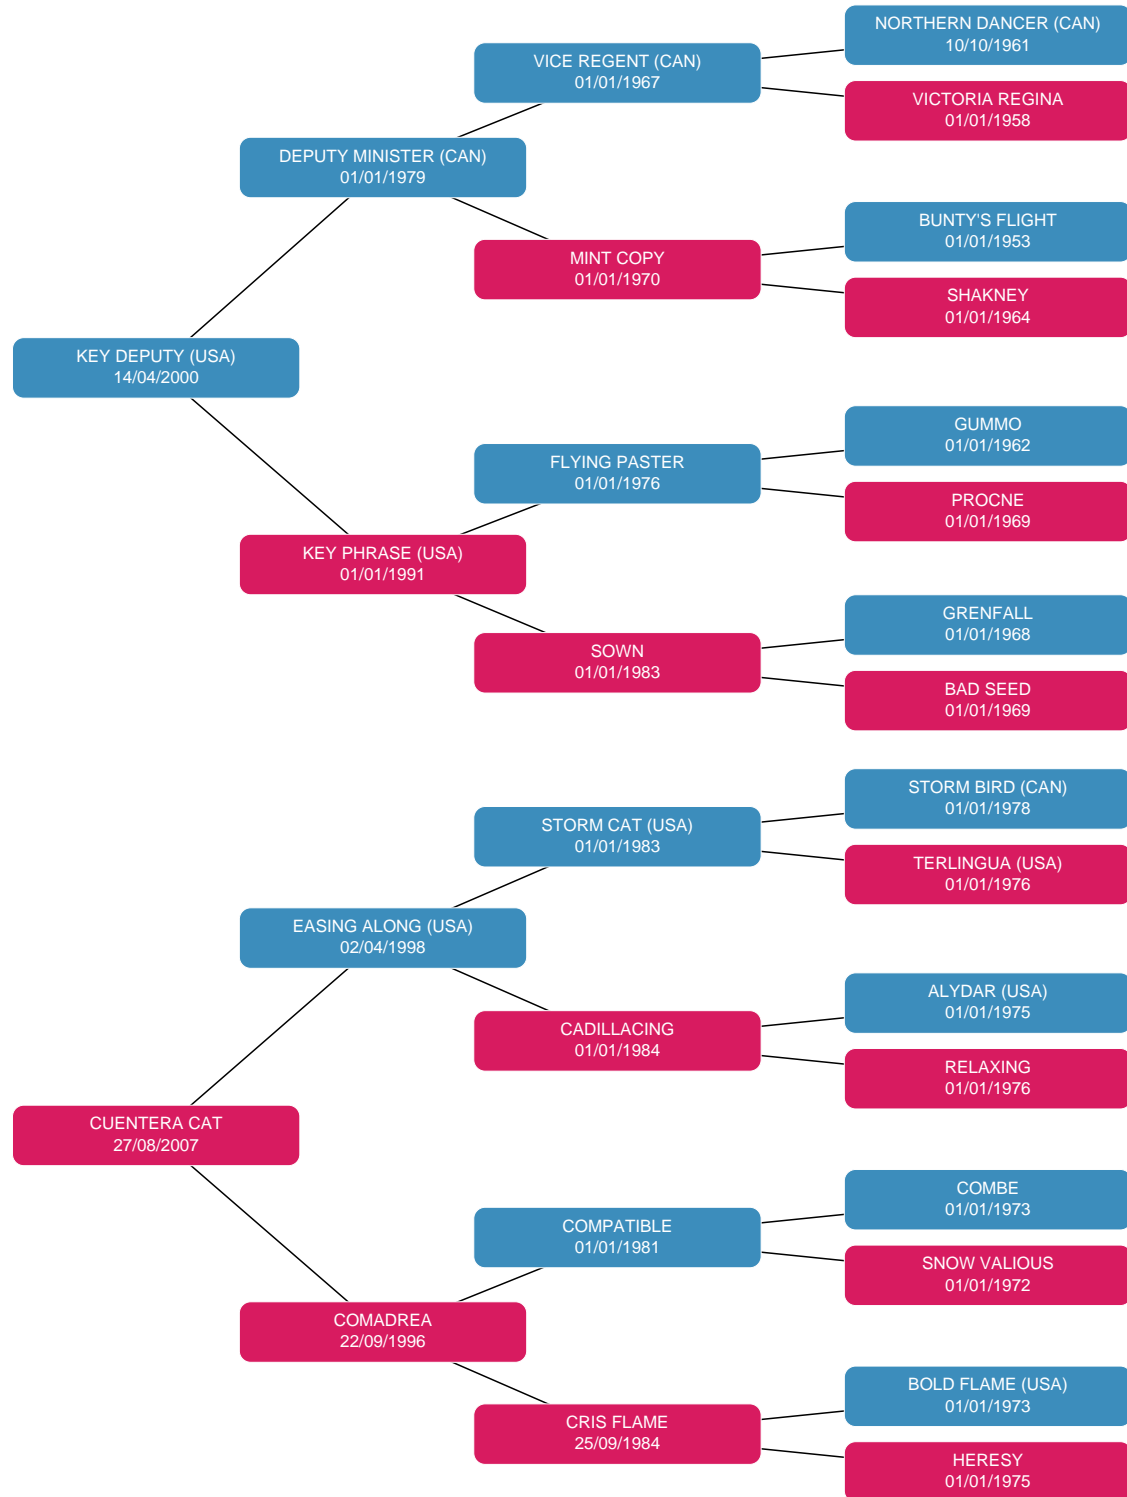 NORTHERN DANCER (CAN)
10/10/1961
VICE REGENT (CAN)
01/01/1967
VICTORIA REGINA
01/01/1958
DEPUTY MINISTER (CAN)
01/01/1979
BUNTY'S FLIGHT
01/01/1953
MINT COPY
01/01/1970
SHAKNEY
01/01/1964
KEY DEPUTY (USA)
14/04/2000
GUMMO
01/01/1962
FLYING PASTER
01/01/1976
PROCNE
01/01/1969
KEY PHRASE (USA)
01/01/1991
GRENFALL
01/01/1968
SOWN
01/01/1983
BAD SEED
01/01/1969
STORM BIRD (CAN)
01/01/1978
STORM CAT (USA)
01/01/1983
TERLINGUA (USA)
01/01/1976
EASING ALONG (USA)
02/04/1998
ALYDAR (USA)
01/01/1975
CADILLACING
01/01/1984
RELAXING
01/01/1976
CUENTERA CAT
27/08/2007
COMBE
01/01/1973
COMPATIBLE
01/01/1981
SNOW VALIOUS
01/01/1972
COMADREA
22/09/1996
BOLD FLAME (USA)
01/01/1973
CRIS FLAME
25/09/1984
HERESY
01/01/1975